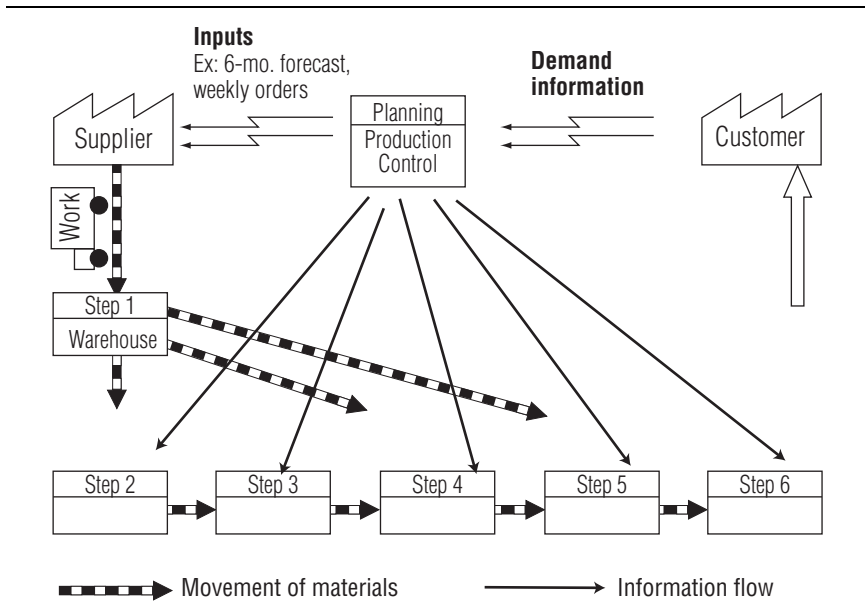 Inputs
Ex: 6-mo. forecast,
weekly orders
Demand
information
Supplier
Planning
Production
Control
Customer
Work
Step 1
Warehouse
Step 2
Step 3
Step 4
Step 5
Step 6
Movement of materials
Information flow